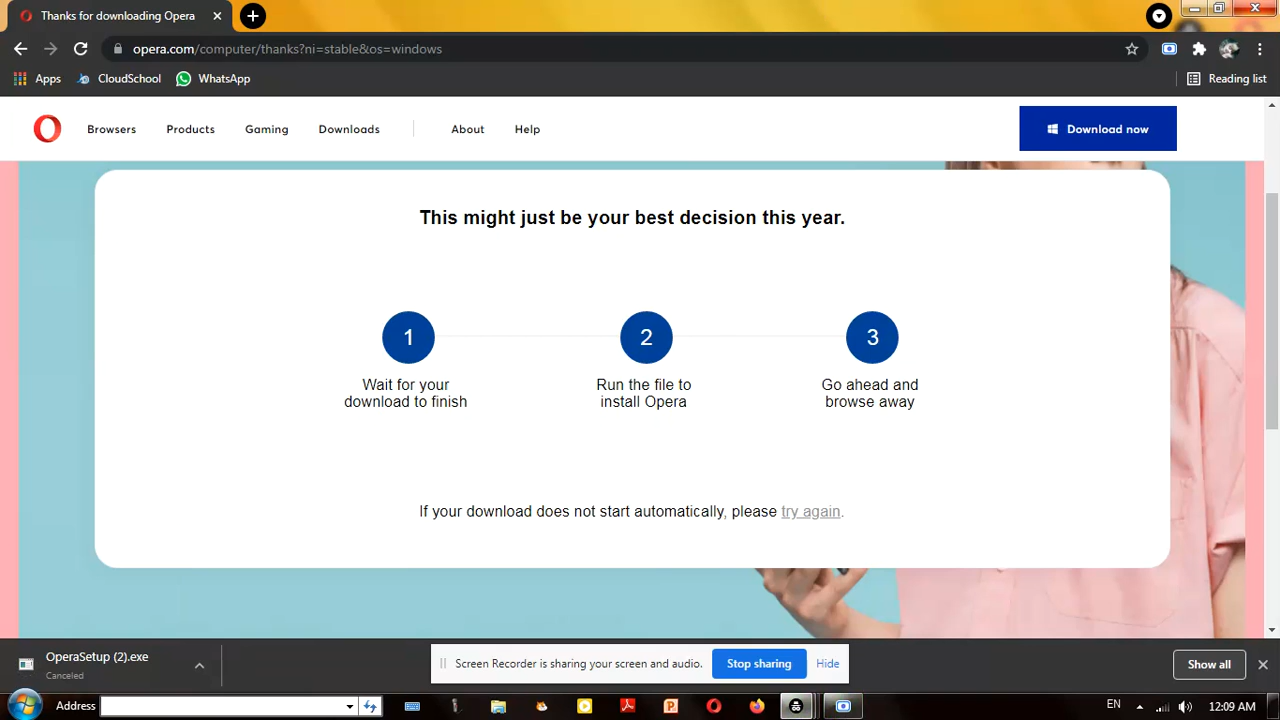 Thanks for downloading Opera
opera.com/computer/thanks?ni=stable&os=windows
Apps CloudSchool WhatsApp Reading list
Browsers Products Gaming Downloads About Help Download now
This might just be your best decision this year.
1 2 3
Wait for your download to finish
Run the file to install Opera
Go ahead and browse away
If your download does not start automatically, please try again.
OperaSetup (2).exe
Canceled
Screen Recorder is sharing your screen and audio. Stop sharing Hide
Show all
Address EN 12:09 AM